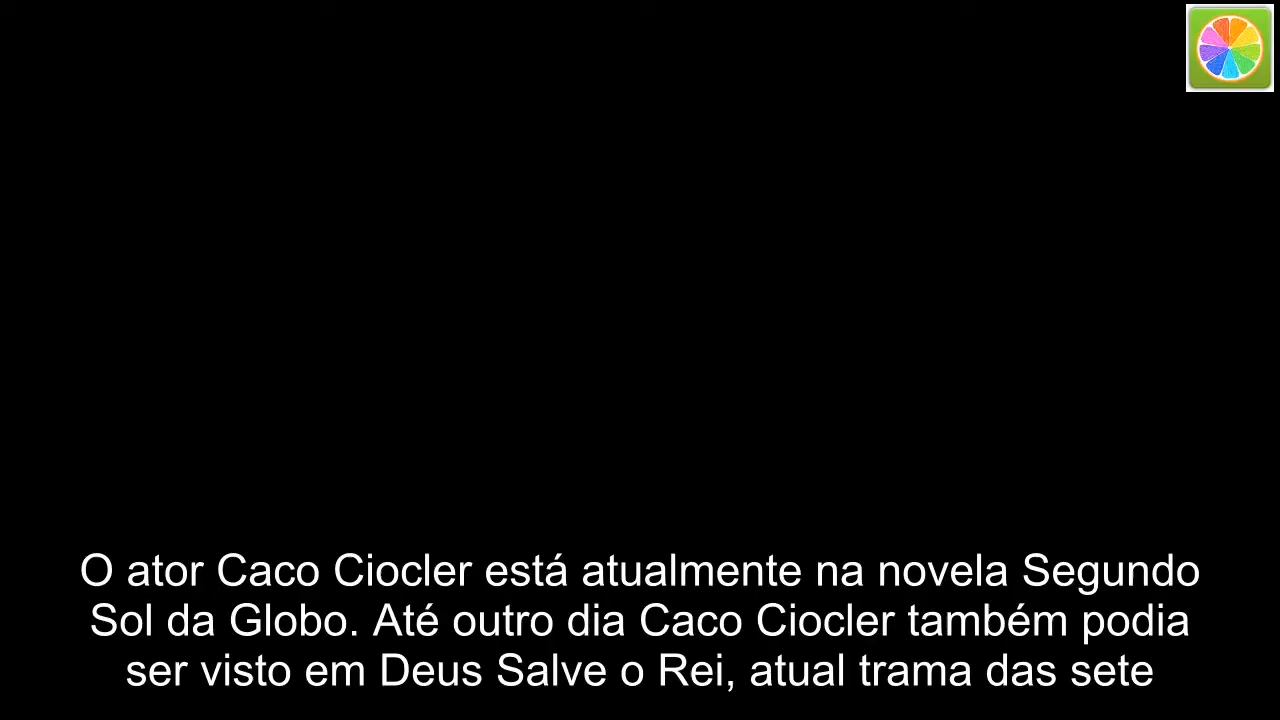 O ator Caco Ciocler está atualmente na novela Segundo
Sol da Globo. Até outro dia Caco Ciocler também podia
ser visto em Deus Salve o Rei, atual trama das sete